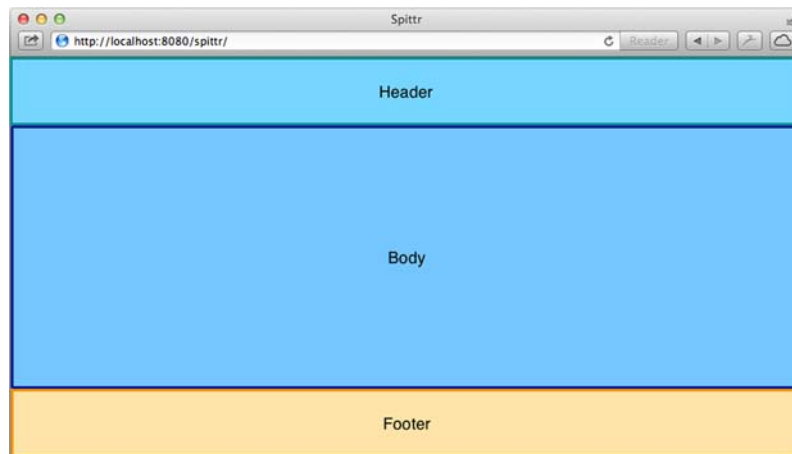 Spittr
http://localhost:8080/spittr/
Reader
Header
Body
Footer